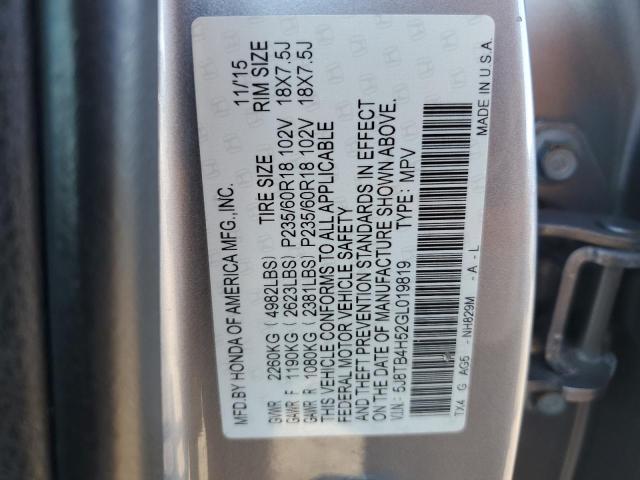 MFD.BY HONDA OF AMERICA MFG.,INC. 11/15
TIRE SIZE RIM SIZE
GVWR 2260KG (4982LBS)
GAWR F 1190KG (2623LBS) P235/60R18 102V 18X7.5J
GAWR R 1080KG (2381LBS) P235/60R18 102V 18X7.5J
THIS VEHICLE CONFORMS TO ALL APPLICABLE
FEDERAL MOTOR VEHICLE SAFETY
AND THEFT PREVENTION STANDARDS IN EFFECT
ON THE DATE OF MANUFACTURE SHOWN ABOVE.
V.I.N.: 5J8TB4H52GL019819 TYPE: MPV
TX4 G AG5 -NH829M -A -L MADE IN U.S.A.